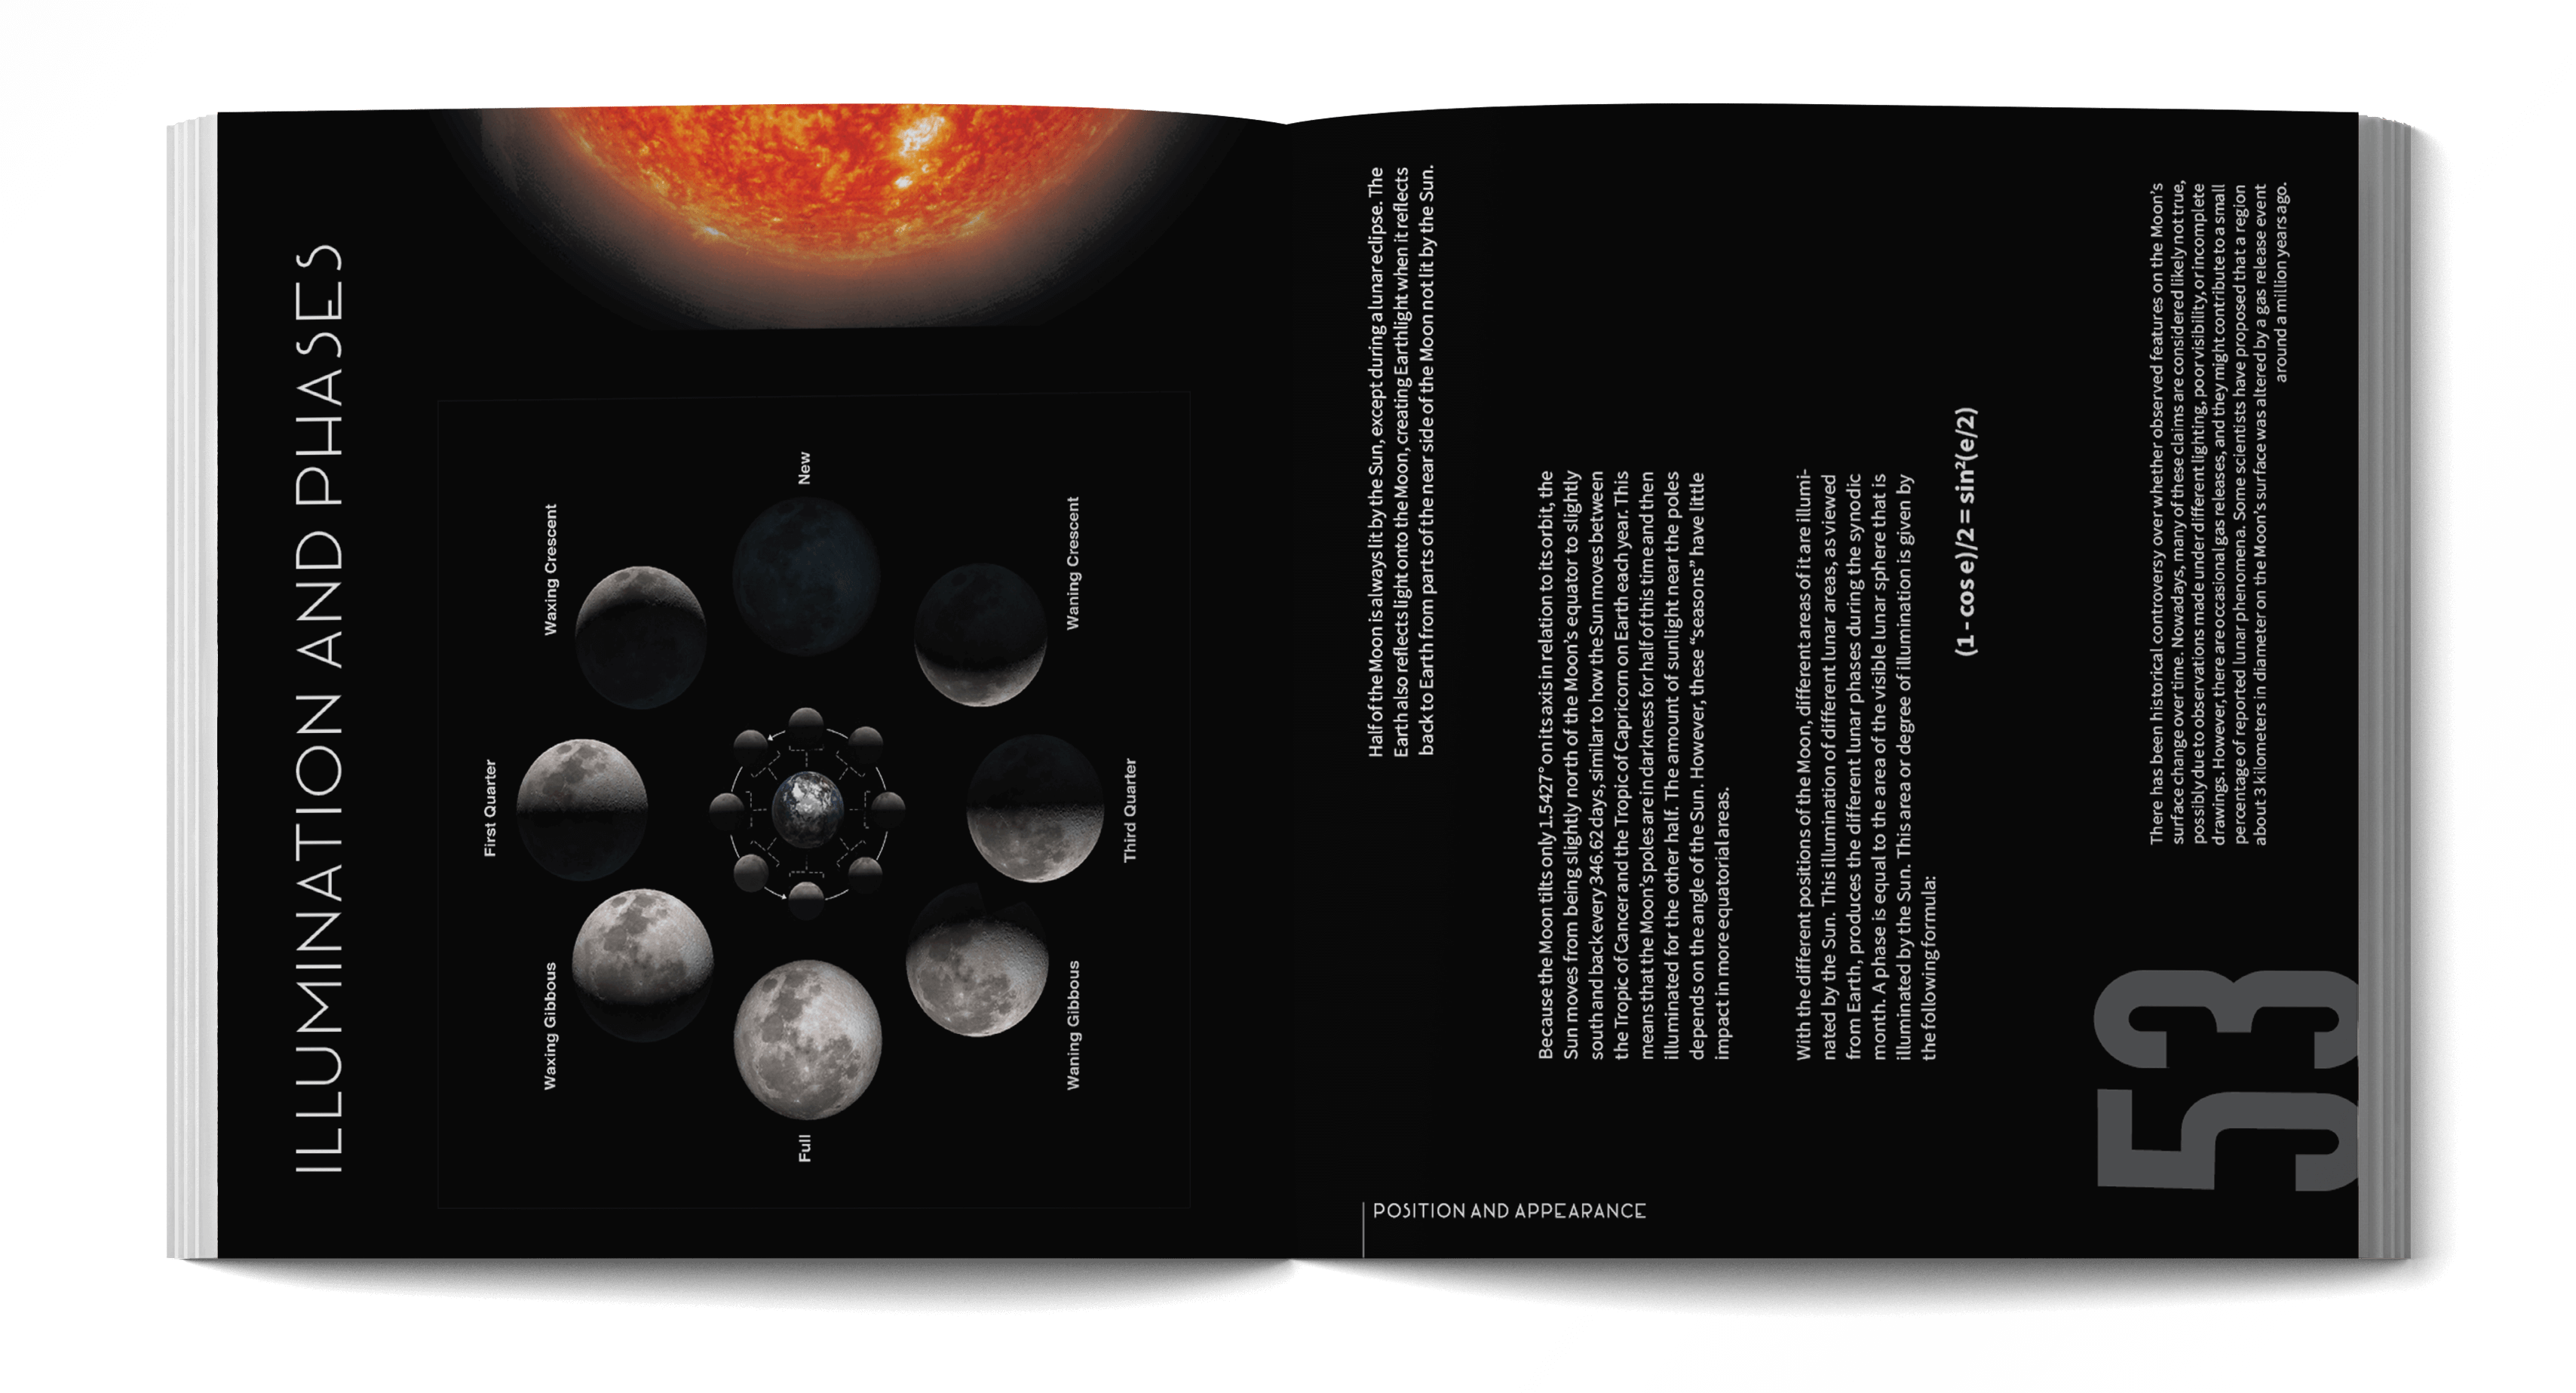 ILLUMINATION AND PHASES
First Quarter
Waxing Gibbous
Waxing Crescent
Full
New
Waning Gibbous
Waning Crescent
Third Quarter
POSITION AND APPEARANCE
Half of the Moon is always lit by the Sun, except during a lunar eclipse. The
Earth also reflects light onto the Moon, creating Earthlight when it reflects
back to Earth from parts of the near side of the Moon not lit by the Sun.
Because the Moon tilts only 1.5427° on its axis in relation to its orbit, the
Sun moves from being slightly north of the Moon’s equator to slightly
south and back every 346.62 days, similar to how the Sun moves between
the Tropic of Cancer and the Tropic of Capricorn on Earth each year. This
means that the Moon’s poles are in darkness for half of this time and then
illuminated for the other half. The amount of sunlight near the poles
depends on the angle of the Sun. However, these “seasons” have little
impact in more equatorial areas.
With the different positions of the Moon, different areas of it are illumi-
nated by the Sun. This illumination of different lunar areas, as viewed
from Earth, produces the different lunar phases during the synodic
month. A phase is equal to the area of the visible lunar sphere that is
illuminated by the Sun. This area or degree of illumination is given by
the following formula:
(1 - cos e)/2 = sin²(e/2)
There has been historical controversy over whether observed features on the Moon’s
surface change over time. Nowadays, many of these claims are considered likely not true,
possibly due to observations made under different lighting, poor visibility, or incomplete
drawings. However, there are occasional gas releases, and they might contribute to a small
percentage of reported lunar phenomena. Some scientists have proposed that a region
about 3 kilometers in diameter on the Moon’s surface was altered by a gas release event
around a million years ago.
53